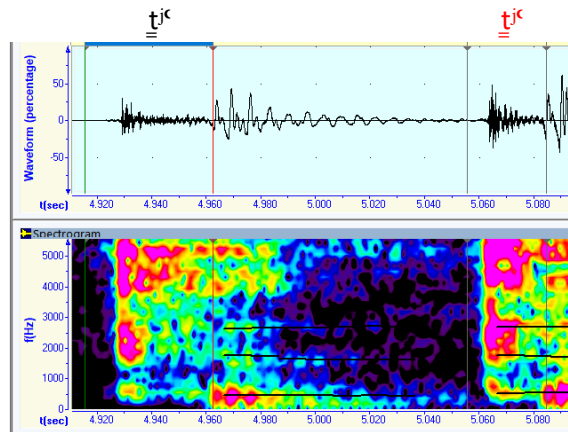 t͇ʲʿ t͇ʲʿ
Waveform (percentage)
50
0
-50
t(sec) 4.920 4.940 4.960 4.980 5.000 5.020 5.040 5.060 5.080
Spectrogram
f(Hz)
5000
4000
3000
2000
1000
0
t(sec) 4.920 4.940 4.960 4.980 5.000 5.020 5.040 5.060 5.080